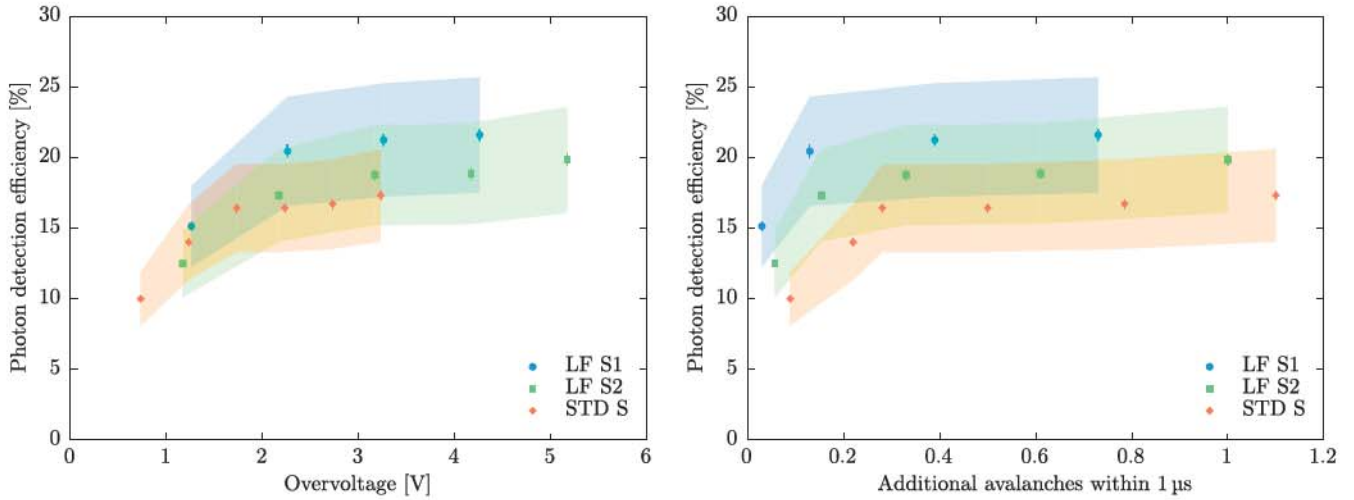 Photon detection efficiency [%]
30
25
20
15
10
5
0
LF S1
LF S2
STD S
0 1 2 3 4 5 6
Overvoltage [V]
Photon detection efficiency [%]
30
25
20
15
10
5
0
LF S1
LF S2
STD S
0 0.2 0.4 0.6 0.8 1 1.2
Additional avalanches within 1 µs